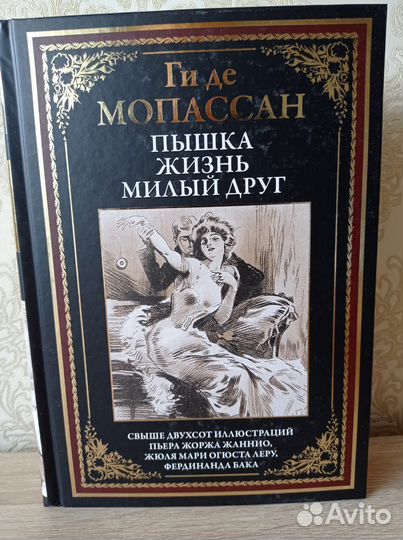 Ги де
МОПАССАН
ПЫШКА
ЖИЗНЬ
МИЛЫЙ ДРУГ
СВЫШЕ ДВУХСОТ ИЛЛЮСТРАЦИЙ
ПЬЕРА ЖОРЖА ЖАННИО,
ЖЮЛЯ МАРИ ОГЮСТА ЛЕРУ,
ФЕРДИНАНДА БАКА
Avito